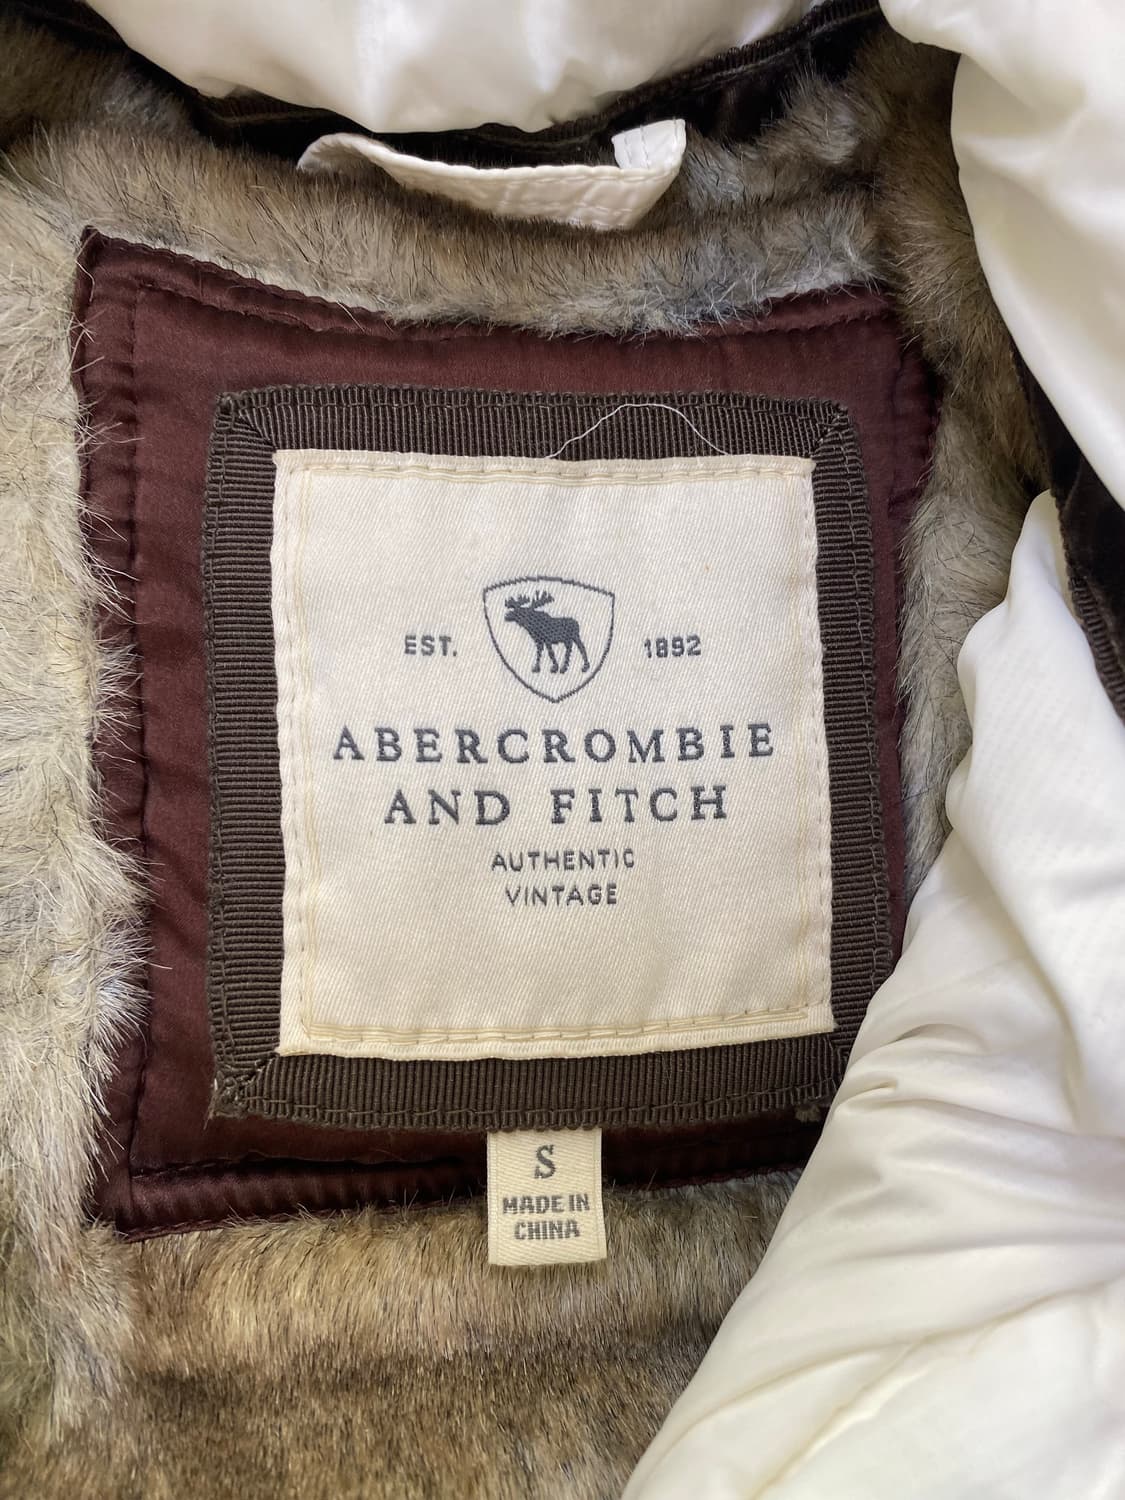 EST. 1892
ABERCROMBIE
AND FITCH
AUTHENTIC
VINTAGE
S
MADE IN
CHINA